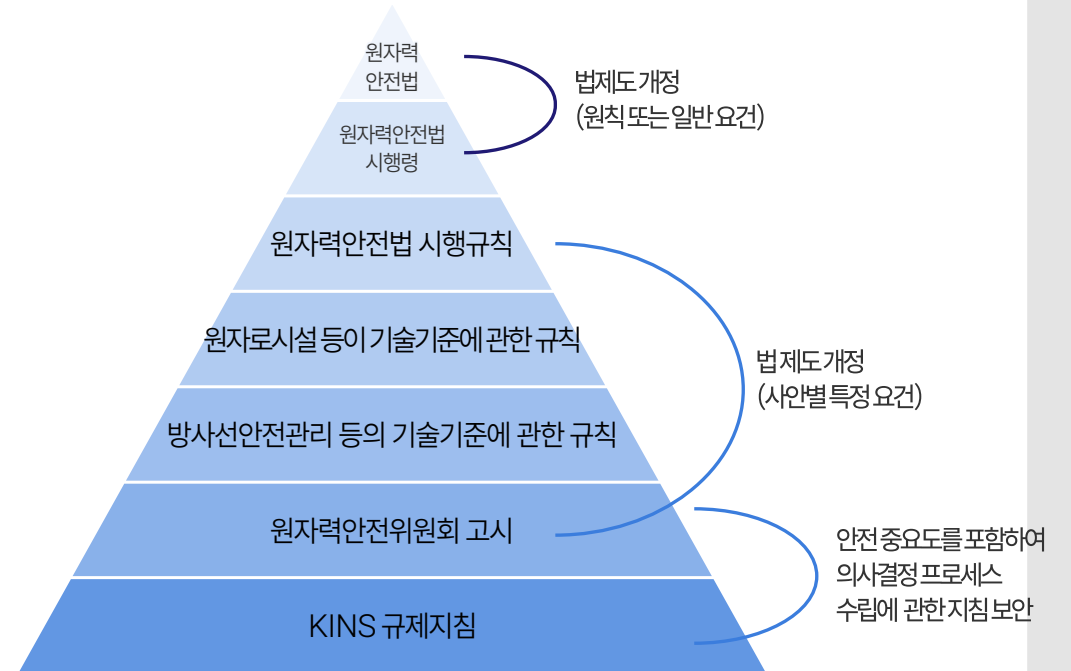 원자력
안전법
원자력안전법
시행령
원자력안전법 시행규칙
원자로시설 등이 기술기준에 관한 규칙
방사선안전관리 등의 기술기준에 관한 규칙
원자력안전위원회 고시
KINS 규제지침
법제도 개정
(원칙 또는 일반 요건)
법 제도 개정
(사안별 특정 요건)
안전 중요도를 포함하여
의사결정 프로세스
수립에 관한 지침 보안